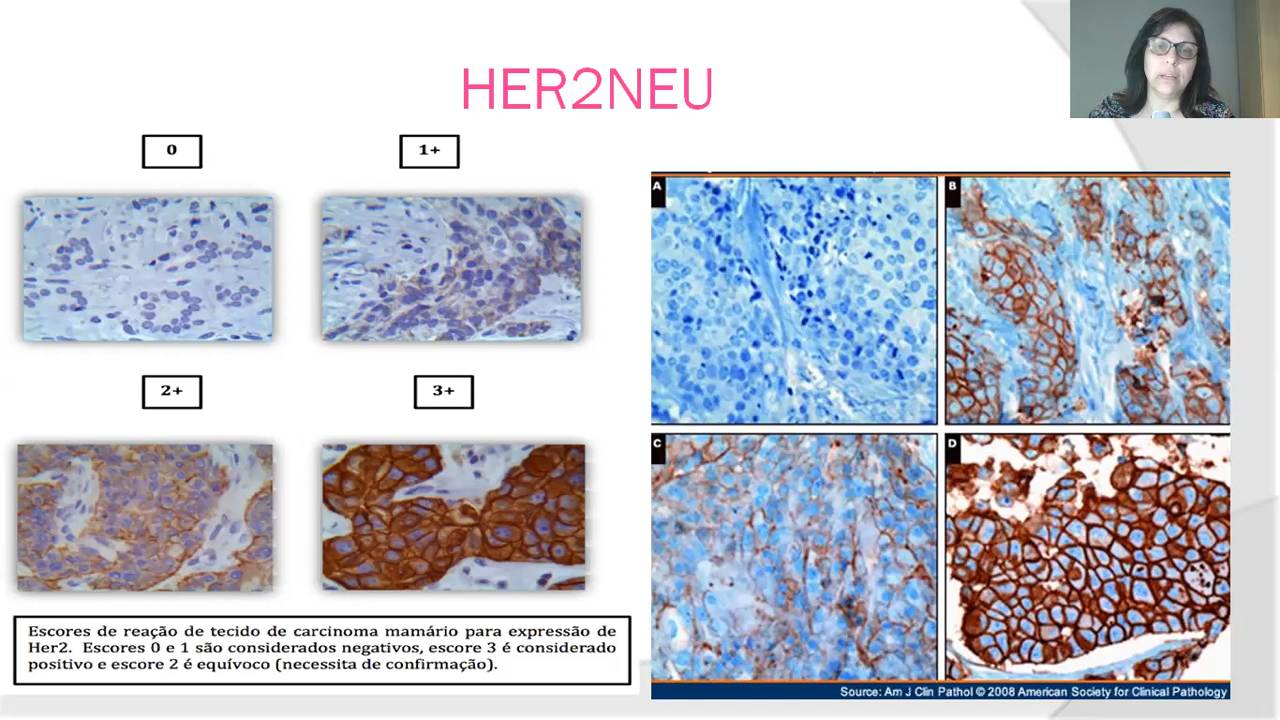 HER2NEU
0
1+
2+
3+
Escores de reação de tecido de carcinoma mamário para expressão de
Her2. Escores 0 e 1 são considerados negativos, escore 3 é considerado
positivo e escore 2 é equívoco (necessita de confirmação).
A
B
C
D
Source: Am J Clin Pathol © 2008 American Society for Clinical Pathology